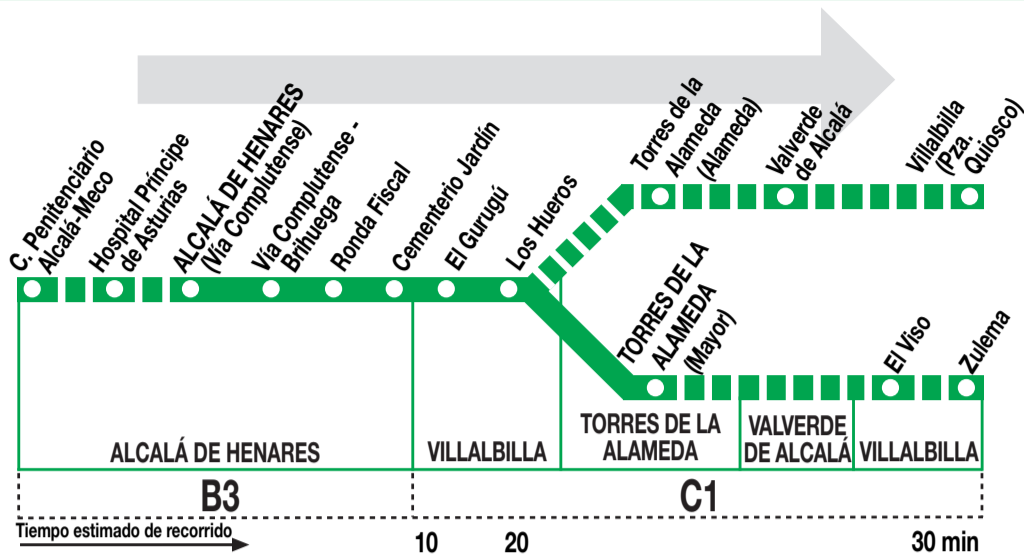 C. Penitenciario
Alcalá-Meco
Hospital Príncipe
de Asturias
ALCALÁ DE HENARES
(Vía Complutense)
Vía Complutense -
Brihuega
Ronda Fiscal
Cementerio Jardín
El Gurugú
Los Hueros
Torres de la
Alameda
(Alameda)
Valverde
de Alcalá
Villalbilla
(Pza.
Quiosco)
TORRES DE LA
ALAMEDA
(Mayor)
El Viso
Zulema
ALCALÁ DE HENARES
VILLALBILLA
TORRES DE LA
ALAMEDA
VALVERDE
DE ALCALÁ
VILLALBILLA
B3
C1
Tiempo estimado de recorrido
10
20
30 min